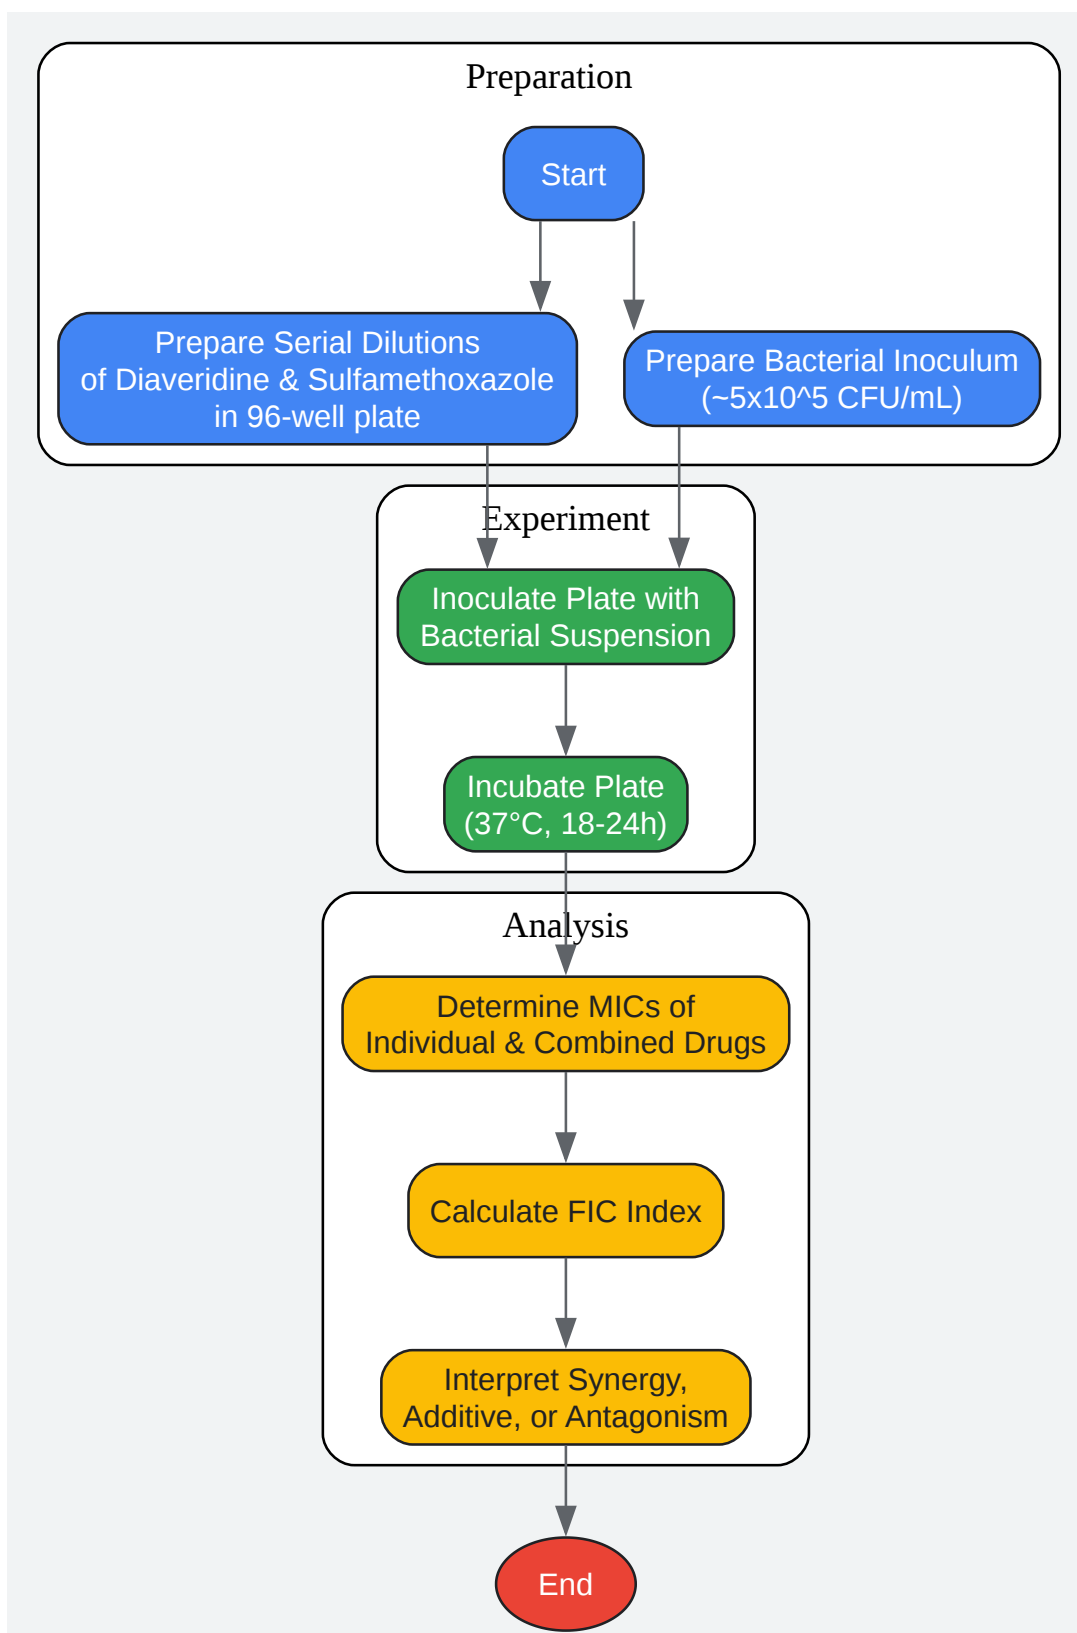 Preparation
Start
Prepare Serial Dilutions
of Diaveridine & Sulfamethoxazole
in 96-well plate
Prepare Bacterial Inoculum
(~5x10^5 CFU/mL)
Experiment
Inoculate Plate with
Bacterial Suspension
Incubate Plate
(37°C, 18-24h)
Analysis
Determine MICs of
Individual & Combined Drugs
Calculate FIC Index
Interpret Synergy,
Additive, or Antagonism
End